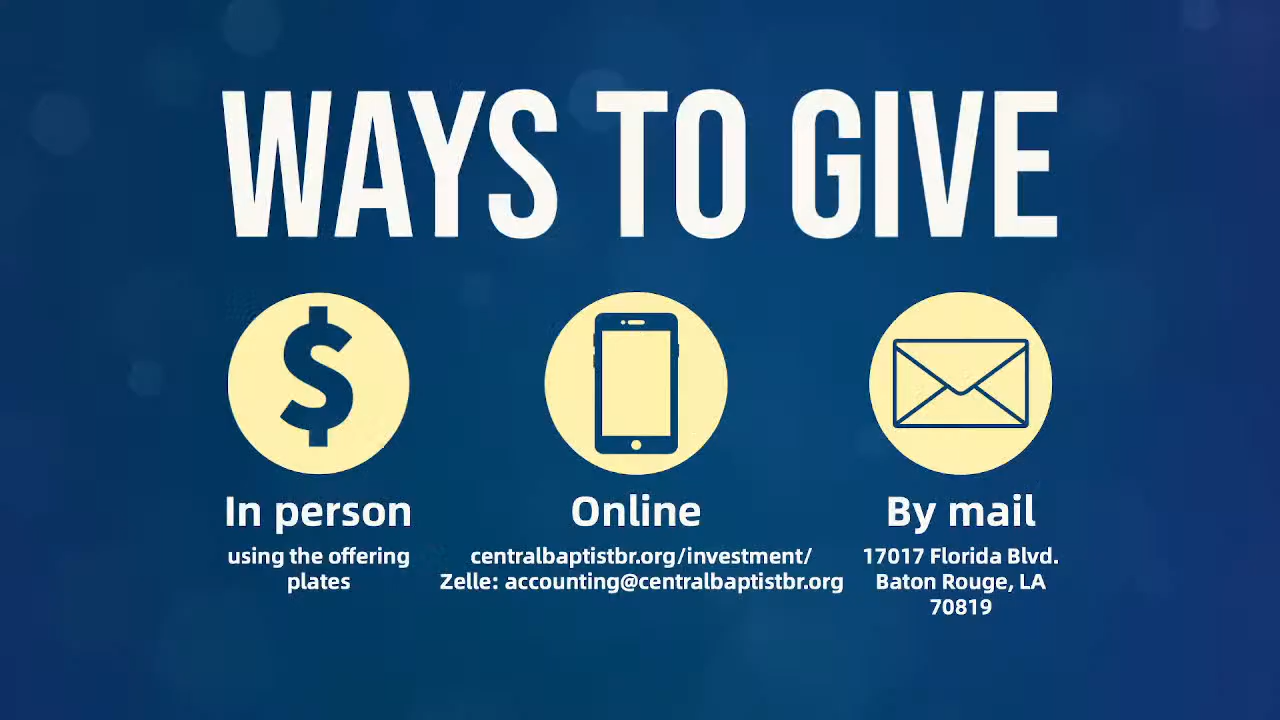 WAYS TO GIVE
In person
using the offering
plates
Online
centralbaptistbr.org/investment/
Zelle: accounting@centralbaptistbr.org
By mail
17017 Florida Blvd.
Baton Rouge, LA
70819